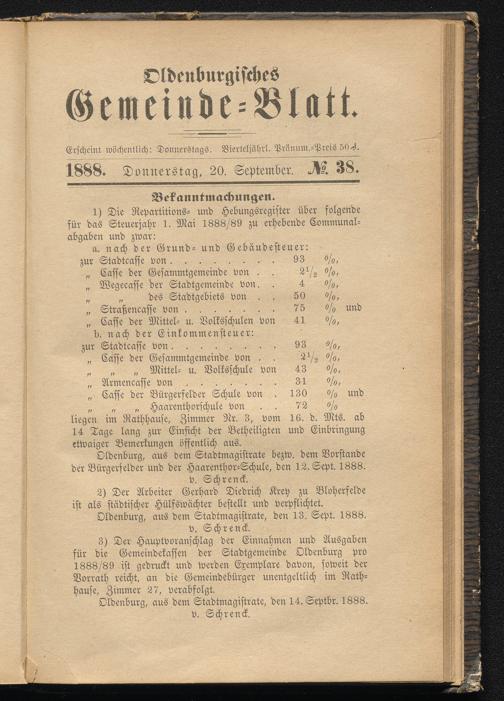 Oldenburgisches
Gemeinde-Blatt.
Erscheint wöchentlich: Donnerstags. Vierteljährl. Pränum.-Preis 50 ₰.
1888. Donnerstag, 20. September. № 38.
Bekanntmachungen.
1) Die Repartitions- und Hebungsregister über folgende
für das Steuerjahr 1. Mai 1888/89 zu erhebende Communal-
abgaben und zwar:
a. nach der Grund- und Gebäudesteuer:
zur Stadtcasse von . . . . . . . 93 %,
„ Casse der Gesammtgemeinde von . . 2½ %,
„ Wegecasse der Stadtgemeinde von . . 4 %,
„ „ des Stadtgebiets von . . 50 %,
„ Straßencasse von . . . . . . 75 % und
„ Casse der Mittel- u. Volksschulen von 41 %,
b. nach der Einkommensteuer:
zur Stadtcasse von . . . . . . . 93 %,
„ Casse der Gesammtgemeinde von . . 2½ %,
„ „ „ Mittel- u. Volksschule von 43 %,
„ Armencasse von . . . . . . 31 %,
„ Casse der Bürgerfelder Schule von . 130 % und
„ „ „ Haarenthorschule von . . 72 %
liegen im Rathhause, Zimmer Nr. 3, vom 16. d. Mts. ab
14 Tage lang zur Einsicht der Betheiligten und Einbringung
etwaiger Bemerkungen öffentlich aus.
Oldenburg, aus dem Stadtmagistrate bezw. dem Vorstande
der Bürgerfelder und der Haarenthor-Schule, den 12. Sept. 1888.
v. Schrenck.
2) Der Arbeiter Gerhard Diedrich Krey zu Bloherfelde
ist als städtischer Hülfswächter bestellt und verpflichtet.
Oldenburg, aus dem Stadtmagistrate, den 13. Sept. 1888.
v. Schrenck.
3) Der Hauptvoranschlag der Einnahmen und Ausgaben
für die Gemeindekassen der Stadtgemeinde Oldenburg pro
1888/89 ist gedruckt und werden Exemplare davon, soweit der
Vorrath reicht, an die Gemeindebürger unentgeltlich im Rath-
hause, Zimmer 27, verabfolgt.
Oldenburg, aus dem Stadtmagistrate, den 14. Septbr. 1888.
v. Schrenck.